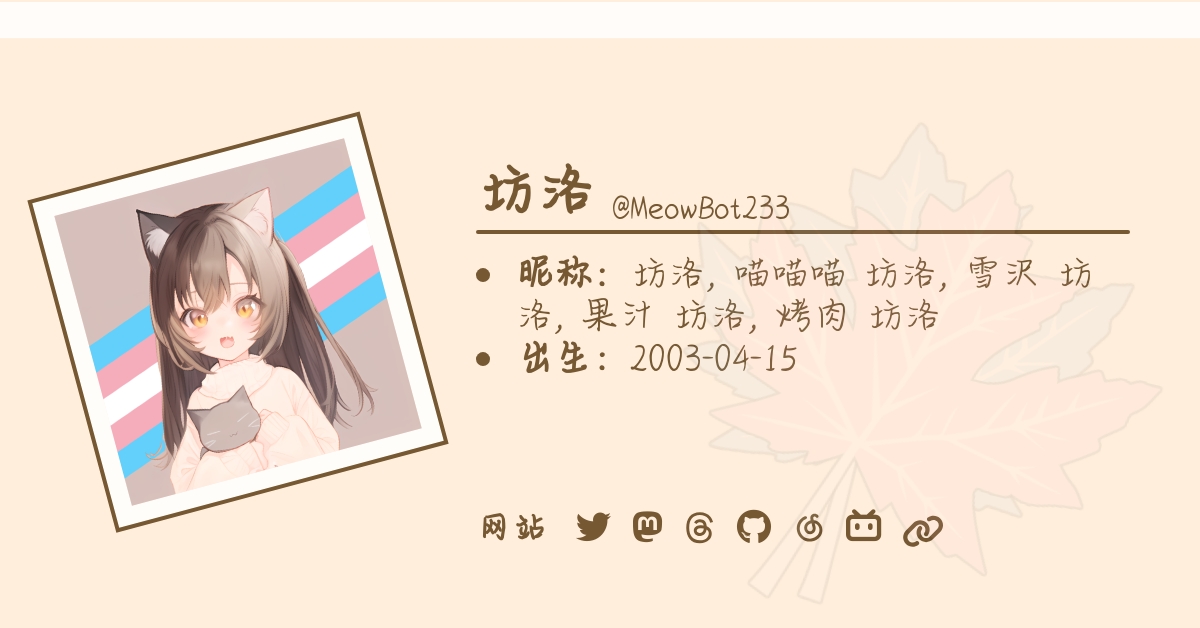 坊洛 @MeowBot233
昵称： 坊洛, 喵喵喵 坊洛, 雪沢 坊
洛, 果汁 坊洛, 烤肉 坊洛
出生： 2003-04-15
网站